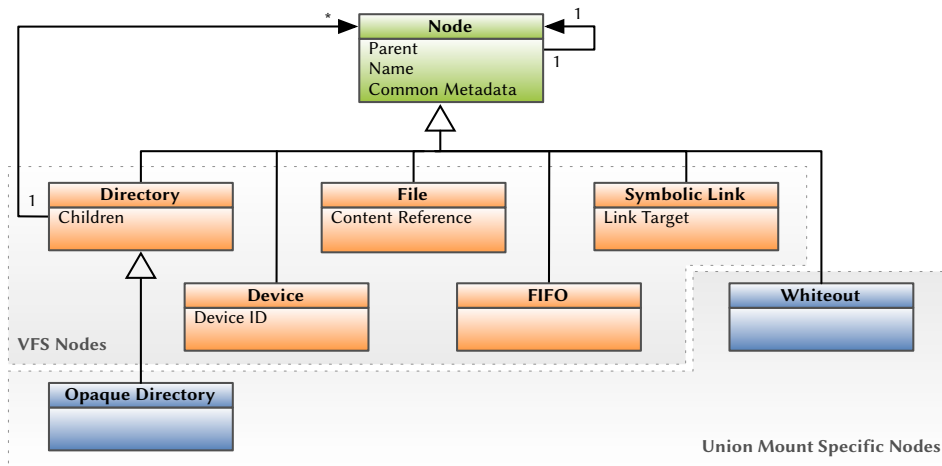 *
Node
1
Parent
Name
Common Metadata
1
Directory
Children
1
File
Content Reference
Symbolic Link
Link Target
Device
Device ID
FIFO
Whiteout
VFS Nodes
Opaque Directory
Union Mount Specific Nodes